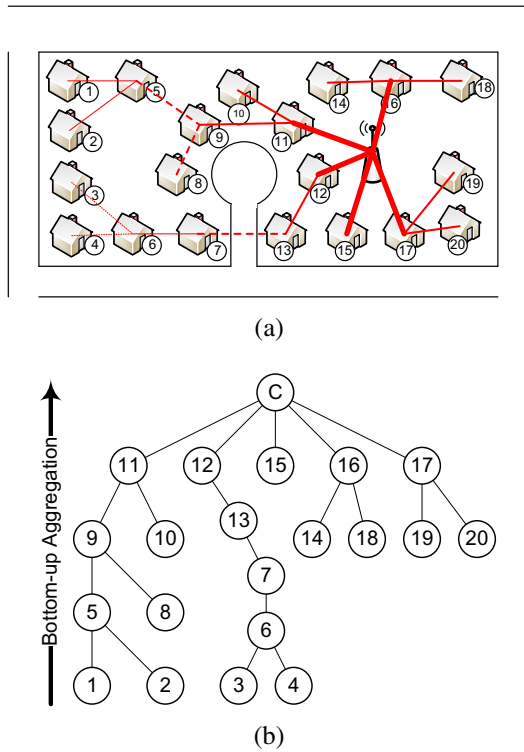 1 5 10 14 16 18
2 9 11
3 8 12 19
4 6 7 13 15 17 20
(a)
Bottom-up Aggregation
C
11 12 15 16 17
13
9 10 14 18 19 20
7
5 8
6
1 2 3 4
(b)